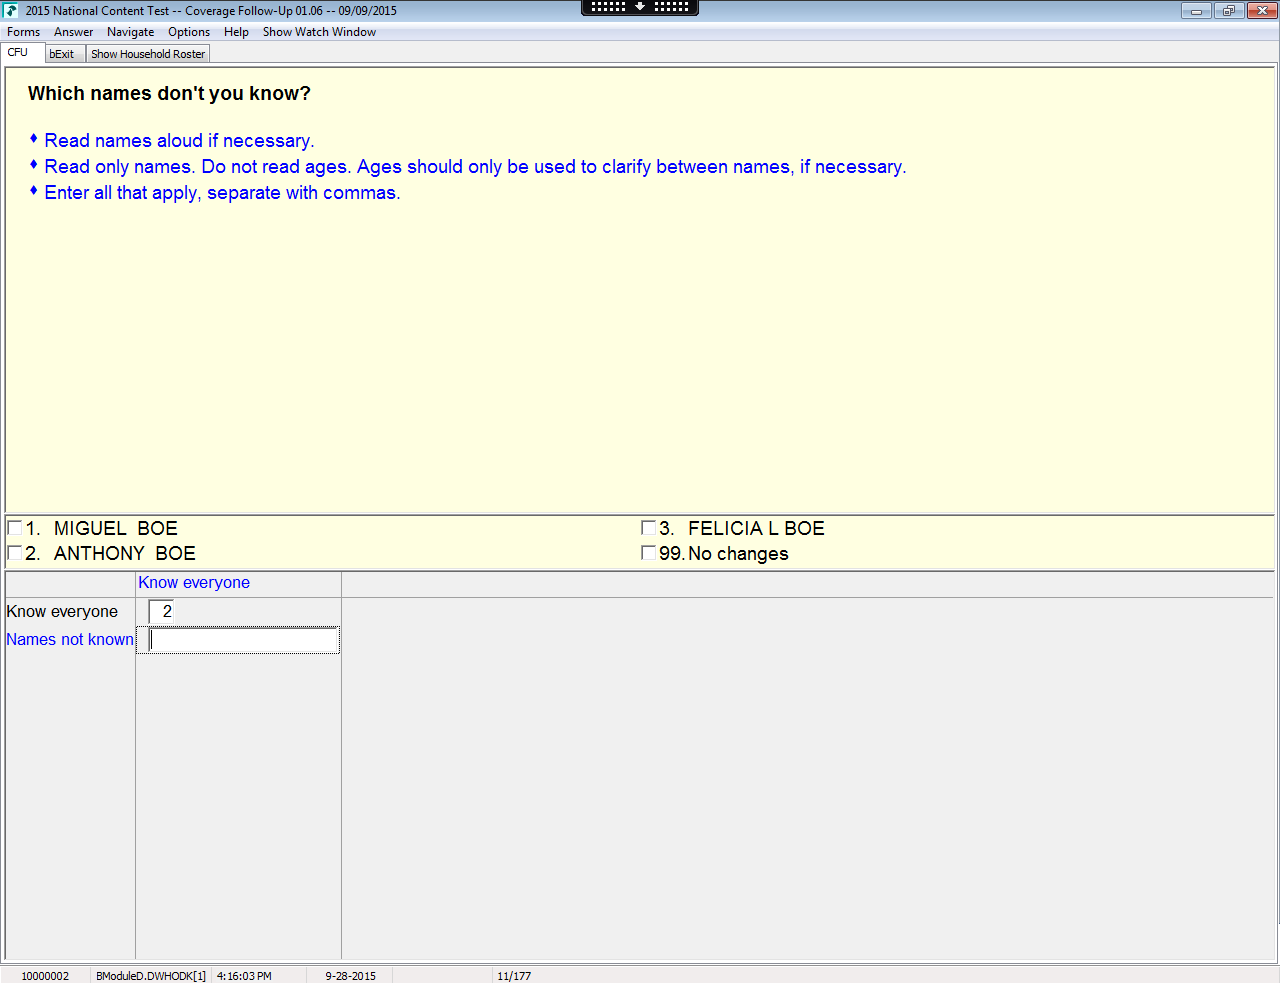 2015 National Content Test -- Coverage Follow-Up 01.06 -- 09/09/2015
Forms Answer Navigate Options Help Show Watch Window
CFU bExit Show Household Roster
Which names don't you know?
Read names aloud if necessary.
Read only names. Do not read ages. Ages should only be used to clarify between names, if necessary.
Enter all that apply, separate with commas.
1. MIGUEL BOE 3. FELICIA L BOE
2. ANTHONY BOE 99. No changes
Know everyone
Know everyone 2
Names not known
10000002 BModuleD.DWHODK[1] 4:16:03 PM 9-28-2015 11/177